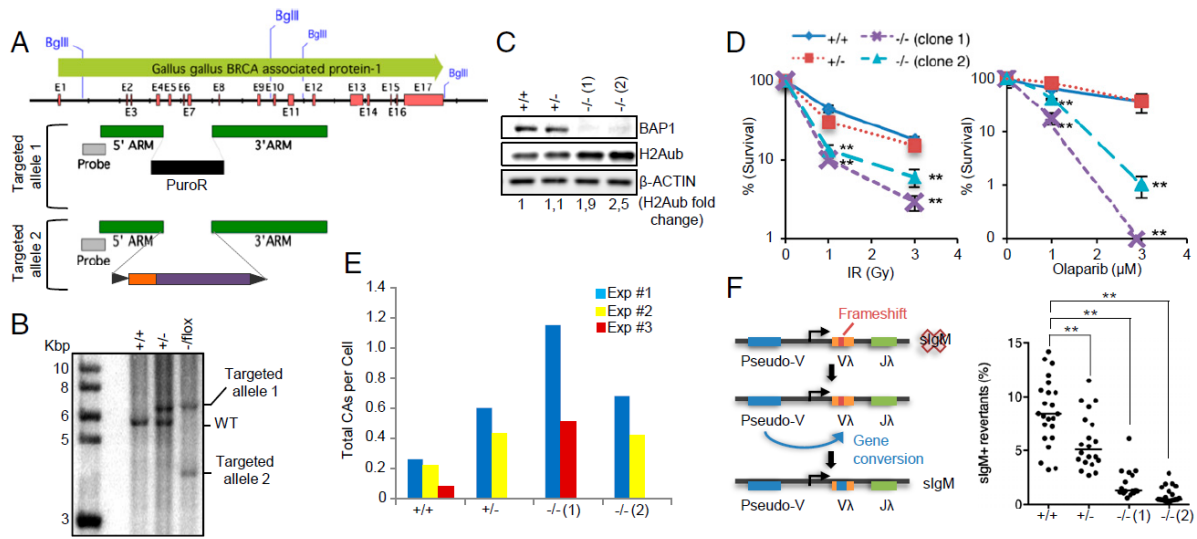 A
BglII
BglII
BglII
BglII
Gallus gallus BRCA associated protein-1
E1
E2
E3
E4
E5
E6
E7
E8
E9
E10
E11
E12
E13
E14
E15
E16
E17
Targeted allele 1
5' ARM
3'ARM
Probe
PuroR
Targeted allele 2
5' ARM
3'ARM
Probe
B
Kbp
+/+
+/-
-/flox
10
8
6
5
3
Targeted
allele 1
WT
Targeted
allele 2
C
+/+
+/-
-/- (1)
-/- (2)
BAP1
H2Aub
β-ACTIN
1 1,1 1,9 2,5 (H2Aub fold
change)
D
+/+
-/- (clone 1)
+/-
-/- (clone 2)
% (Survival)
100
10
1
0 1 2 3 4
IR (Gy)
**
**
**
**
% (Survival)
100
10
1
0
0 1 2 3 4
Olaparib (µM)
**
**
**
**
E
Total CAs per Cell
1.4
1.2
1
0.8
0.6
0.4
0.2
0
Exp #1
Exp #2
Exp #3
+/+
+/-
-/- (1)
-/- (2)
F
Frameshift
sIgM
Pseudo-V Vλ Jλ
Pseudo-V Vλ Jλ
Gene
conversion
sIgM
Pseudo-V Vλ Jλ
sIgM+ revertants (%)
15
10
5
0
**
**
**
+/+ +/- -/- (1) -/- (2)